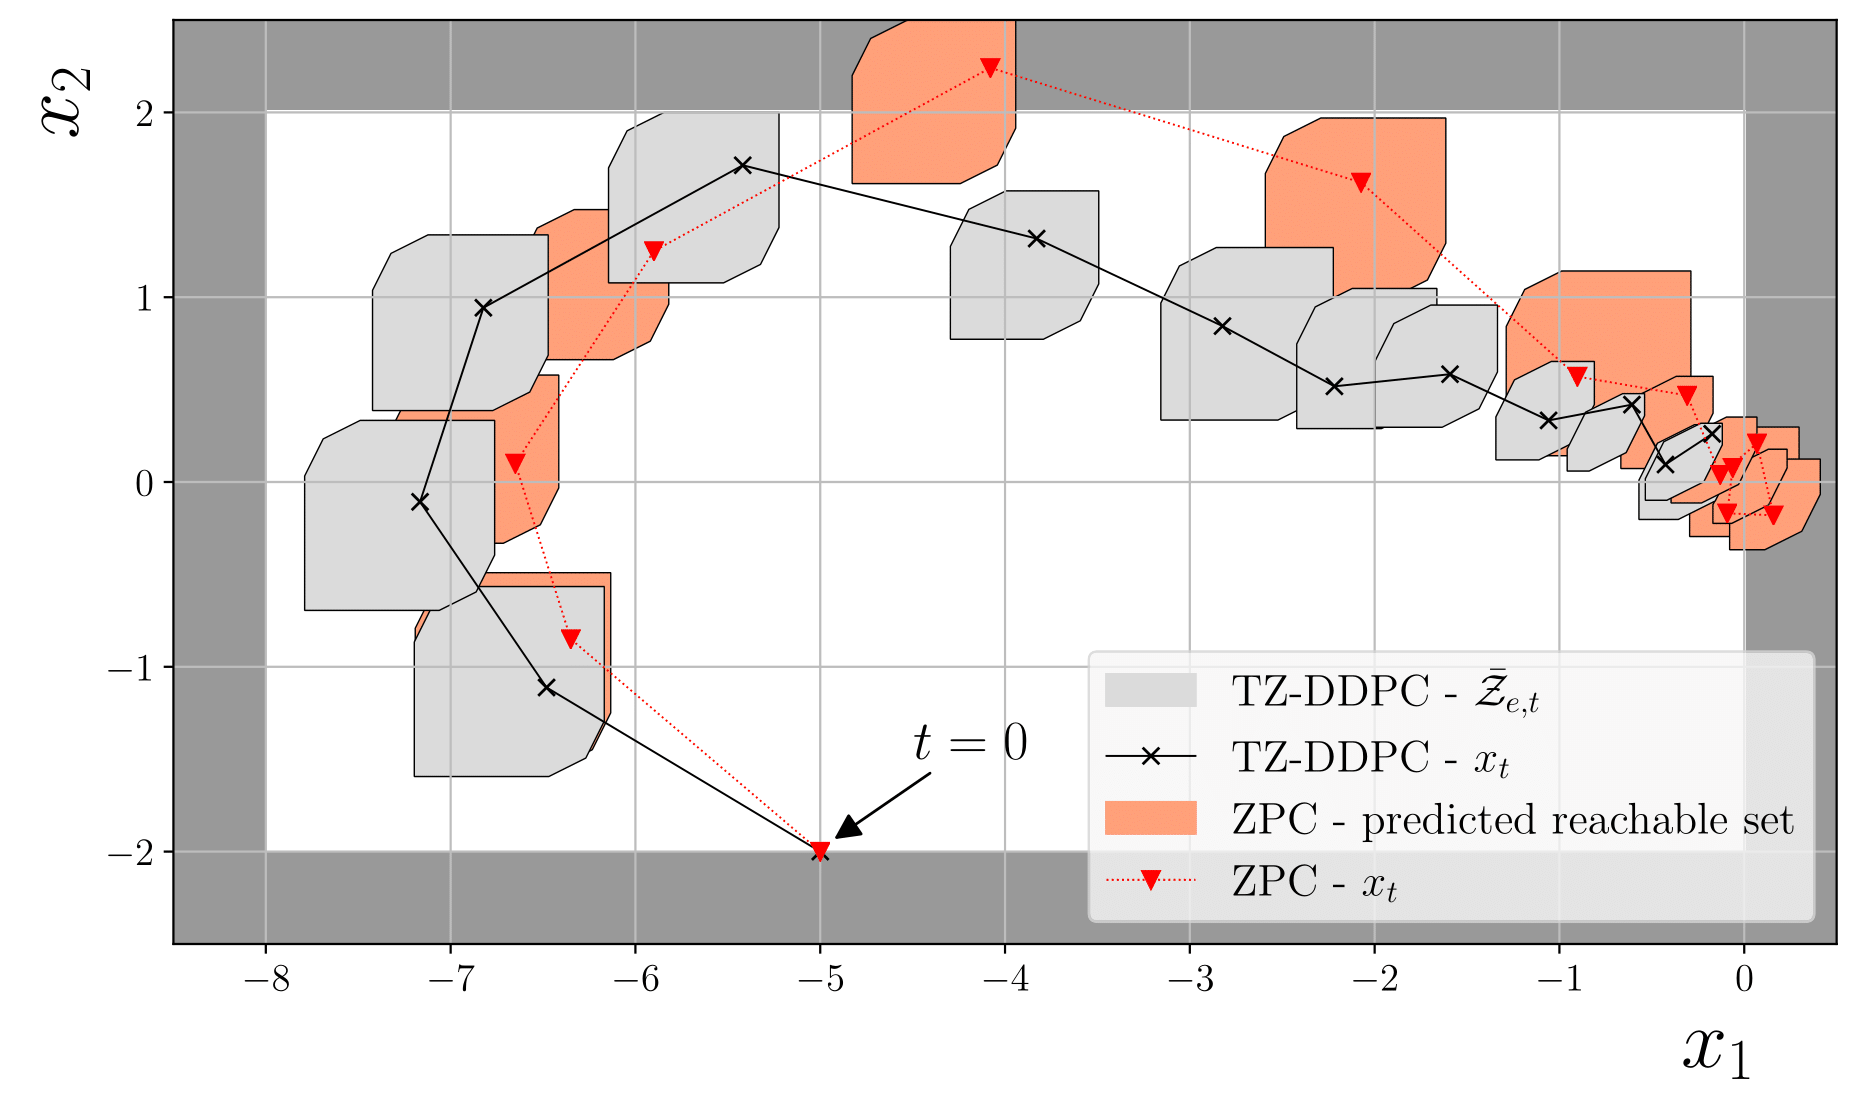 x₂
2
1
0
−1
−2
t = 0
TZ-DDPC - 𝒵̄ₑ,ₜ
TZ-DDPC - xₜ
ZPC - predicted reachable set
ZPC - xₜ
−8 −7 −6 −5 −4 −3 −2 −1 0
x₁